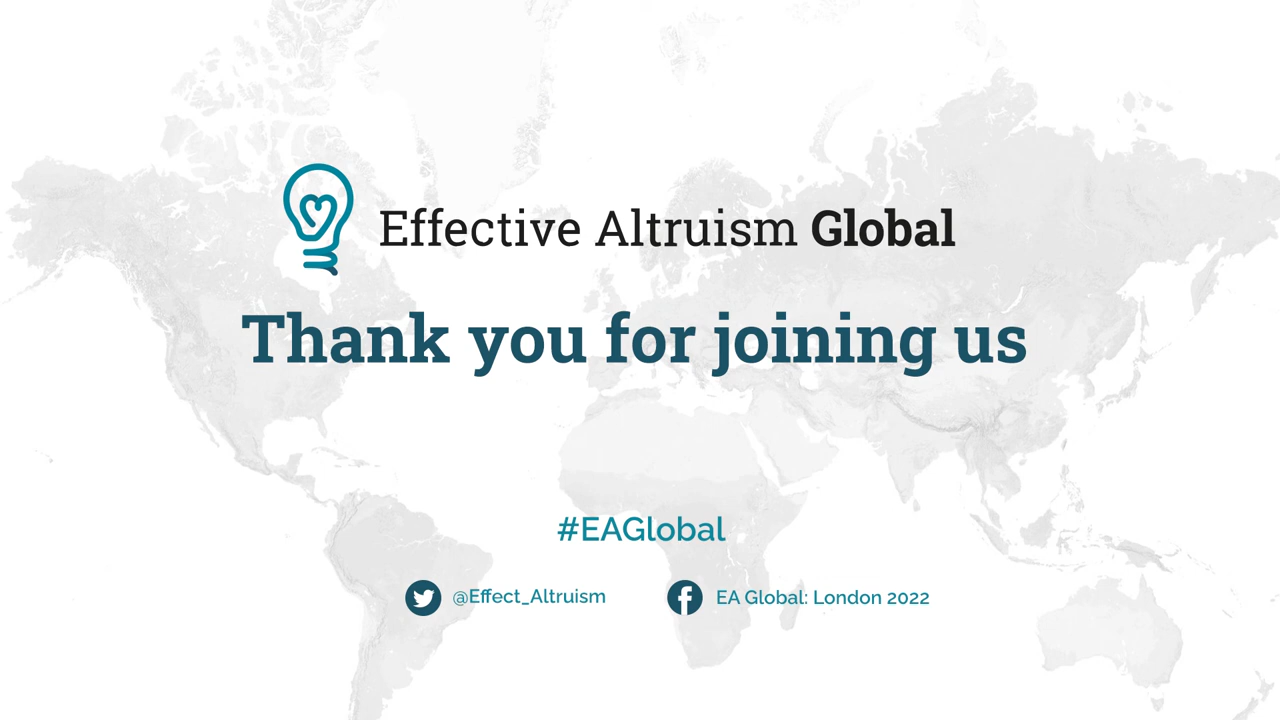 Effective Altruism Global
Thank you for joining us
#EAGlobal
@Effect_Altruism
EA Global: London 2022